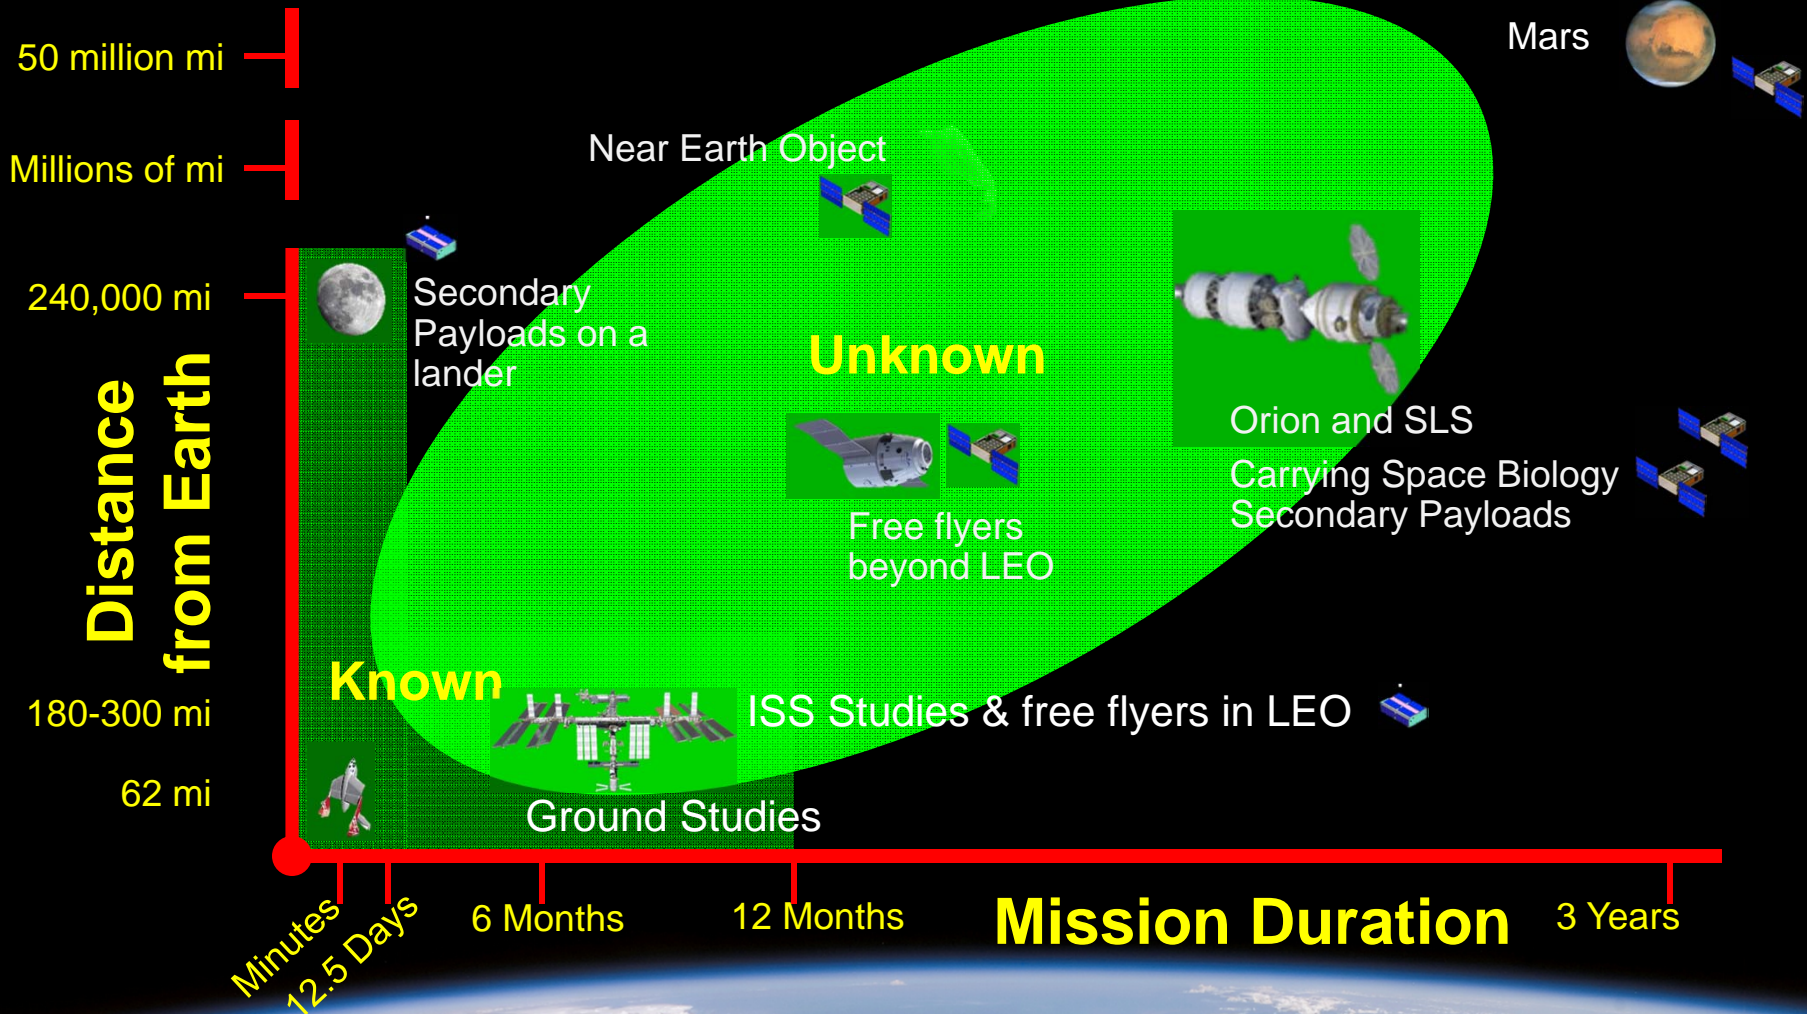 50 million mi
Mars
Millions of mi
Near Earth Object
240,000 mi
Secondary
Payloads on a
lander
Unknown
Distance
from Earth
Orion and SLS
Carrying Space Biology
Secondary Payloads
Free flyers
beyond LEO
Known
180-300 mi
ISS Studies & free flyers in LEO
62 mi
Ground Studies
Minutes
12.5 Days
6 Months
12 Months
Mission Duration
3 Years